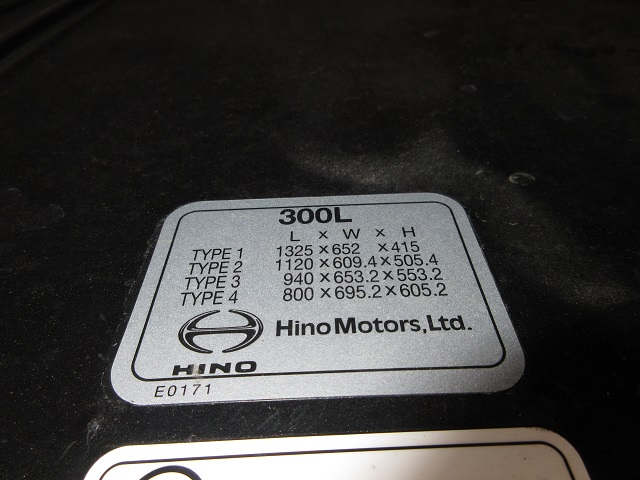 300L
L × W × H
TYPE 1 1325×652 ×415
TYPE 2 1120×609.4×505.4
TYPE 3 940×653.2×553.2
TYPE 4 800×695.2×605.2
HINO
Hino Motors, Ltd.
E0171